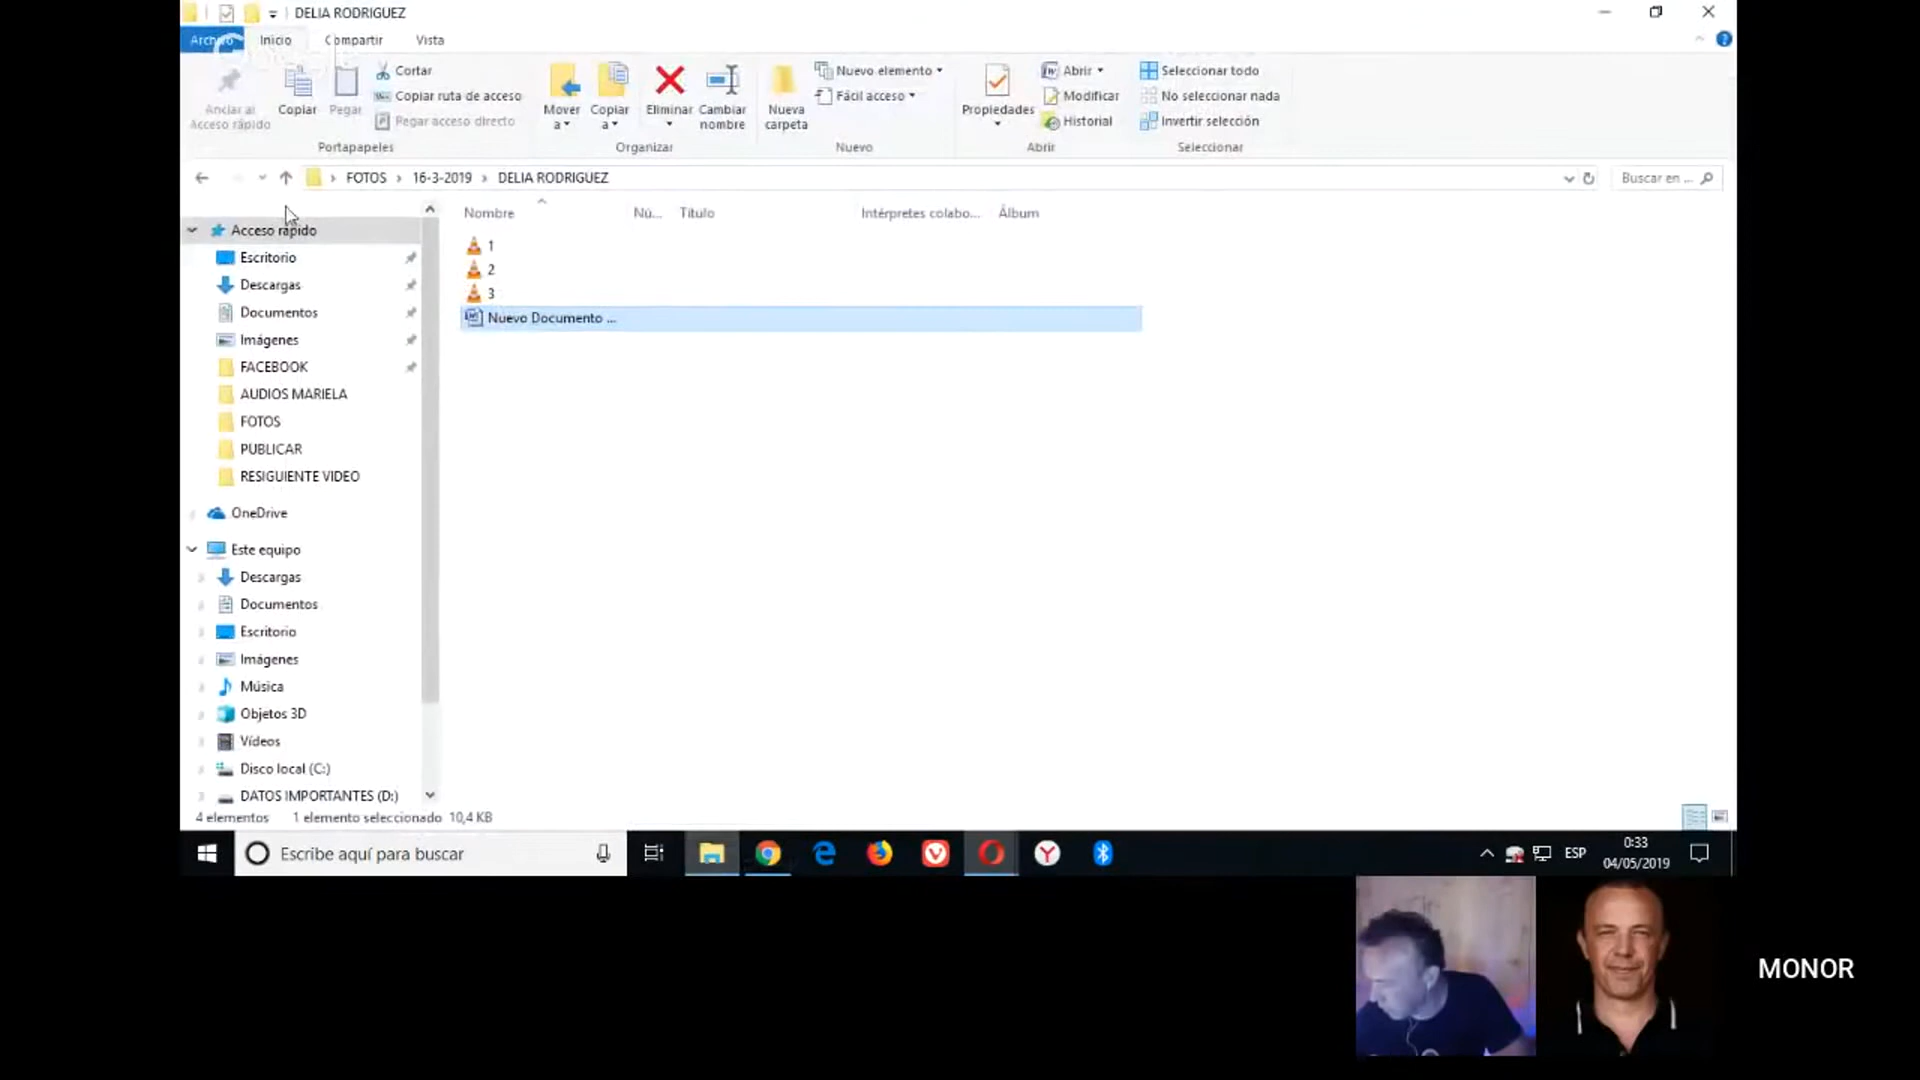 DELIA RODRIGUEZ
Archivo Inicio Compartir Vista
Anclar al Acceso rápido
Copiar
Pegar
Cortar
Copiar ruta de acceso
Pegar acceso directo
Portapapeles
Mover a
Copiar a
Eliminar
Cambiar nombre
Organizar
Nueva carpeta
Nuevo elemento
Fácil acceso
Nuevo
Propiedades
Abrir
Modificar
Historial
Abrir
Seleccionar todo
No seleccionar nada
Invertir selección
Seleccionar
FOTOS › 16-3-2019 › DELIA RODRIGUEZ
Buscar en ...
Nombre Nú... Título Intérpretes colabo... Álbum
1
2
3
Nuevo Documento ...
Acceso rápido
Escritorio
Descargas
Documentos
Imágenes
FACEBOOK
AUDIOS MARIELA
FOTOS
PUBLICAR
RESIGUIENTE VIDEO
OneDrive
Este equipo
Descargas
Documentos
Escritorio
Imágenes
Música
Objetos 3D
Vídeos
Disco local (C:)
DATOS IMPORTANTES (D:)
4 elementos 1 elemento seleccionado 10,4 KB
Escribe aquí para buscar
ESP
0:33
04/05/2019
MONOR